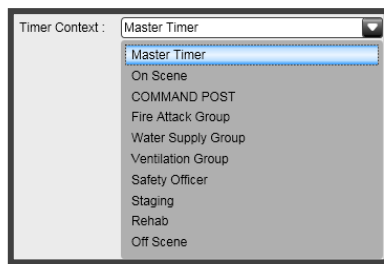 Timer Context : Master Timer
Master Timer
On Scene
COMMAND POST
Fire Attack Group
Water Supply Group
Ventilation Group
Safety Officer
Staging
Rehab
Off Scene